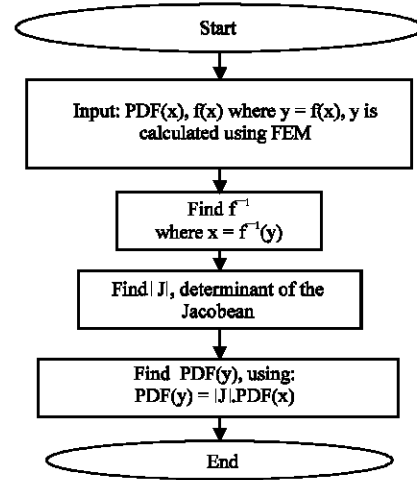 Start
Input: PDF(x), f(x) where y = f(x), y is
calculated using FEM
Find f⁻¹
where x = f⁻¹(y)
Find |J|, determinant of the
Jacobean
Find PDF(y), using:
PDF(y) = |J|.PDF(x)
End